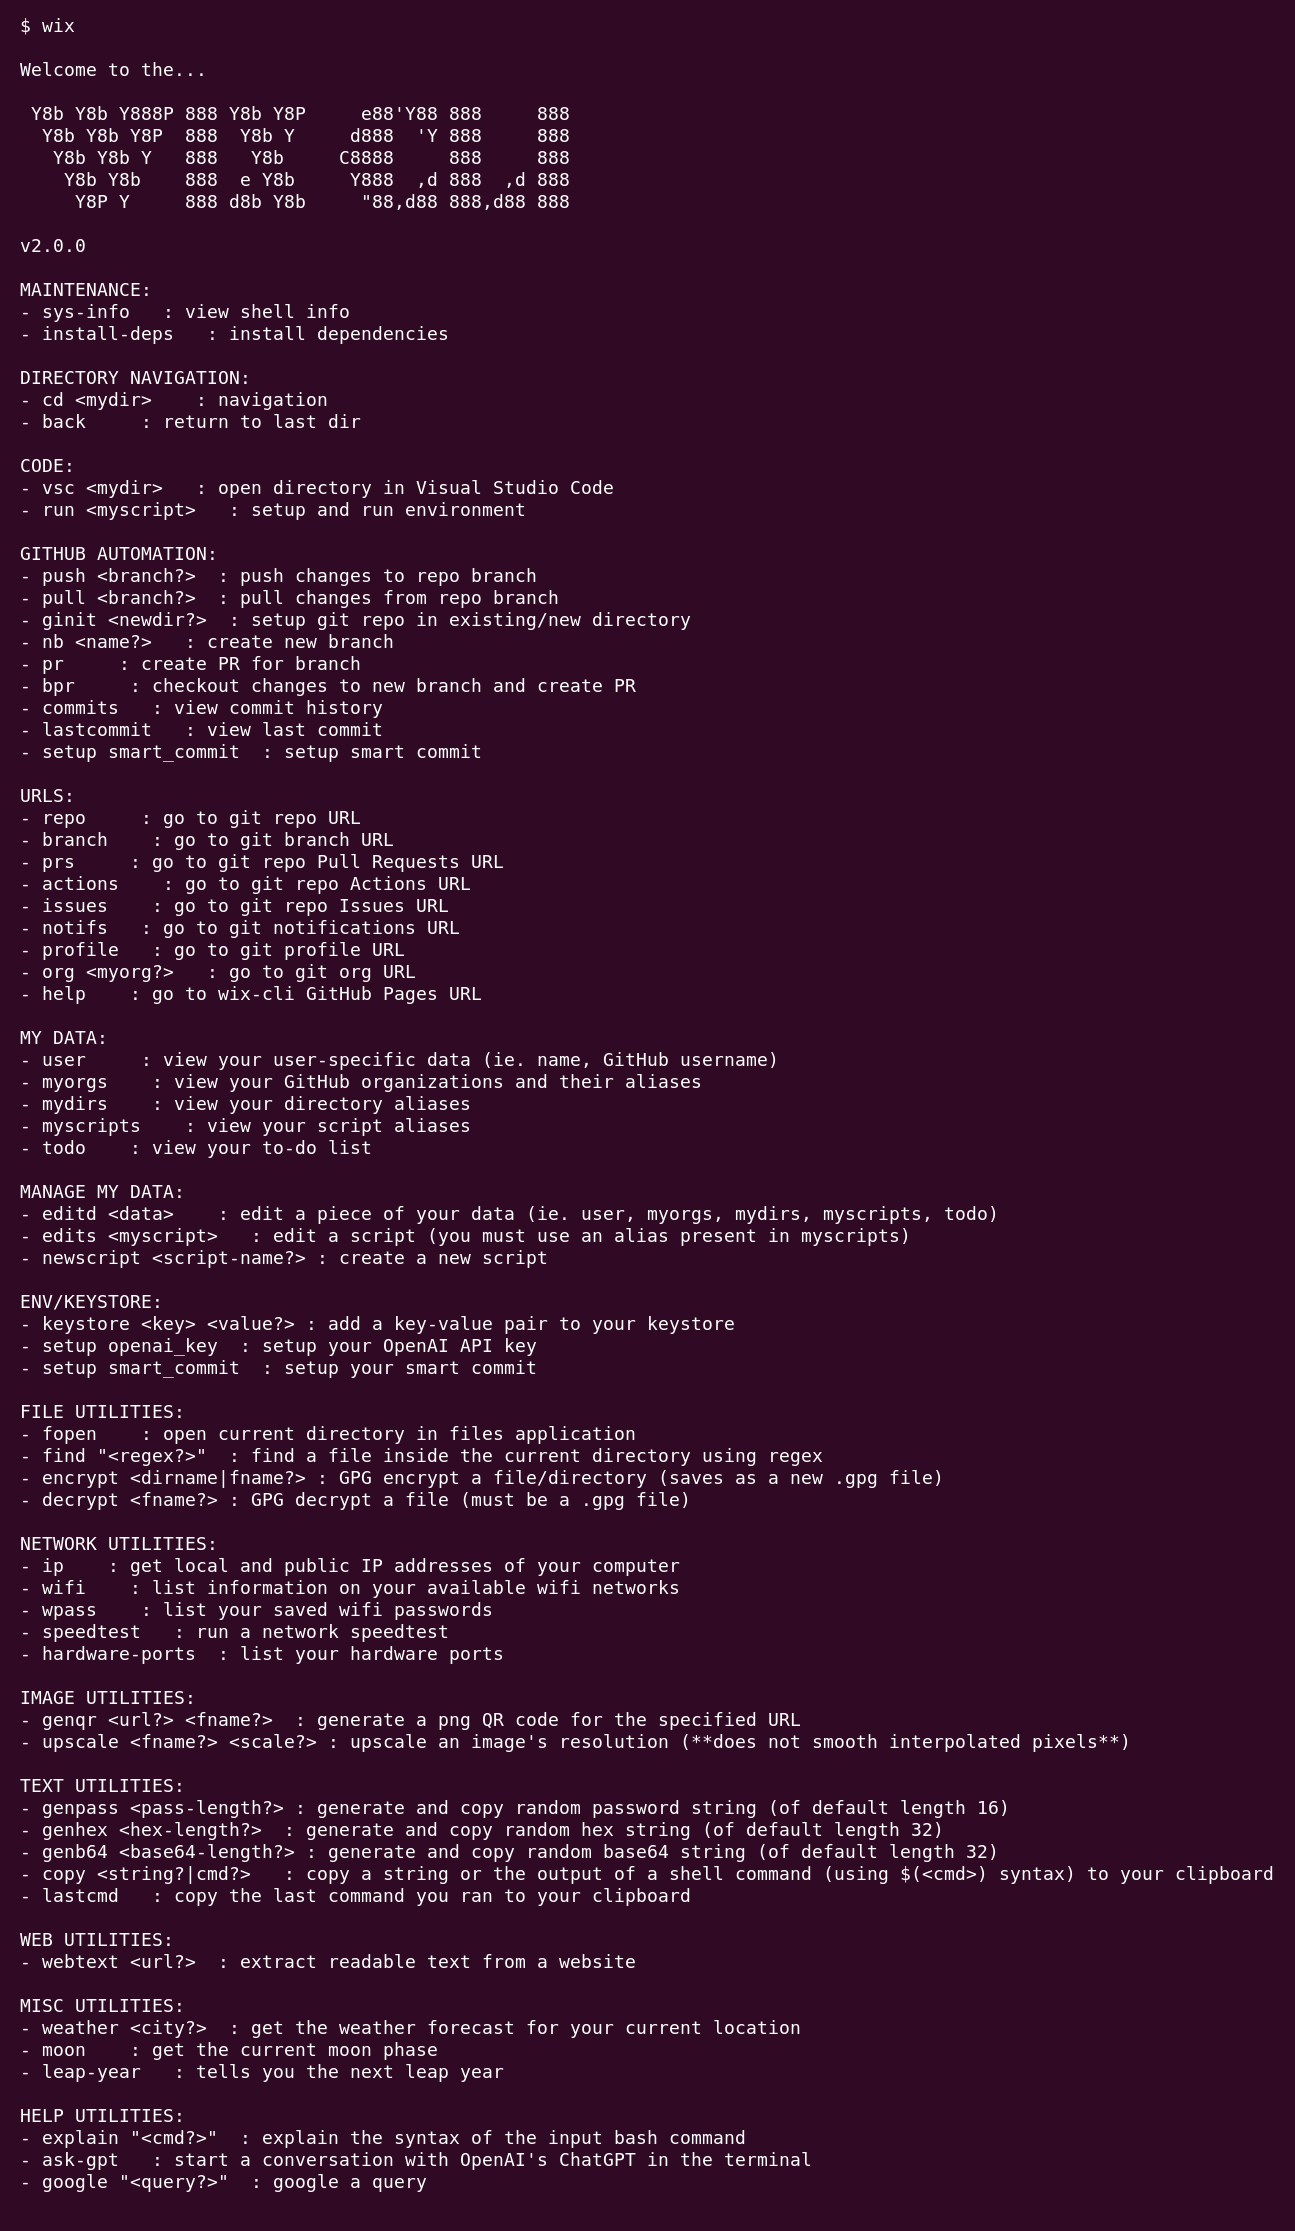 $ wix

Welcome to the...

 Y8b Y8b Y888P 888 Y8b Y8P     e88'Y88 888     888
  Y8b Y8b Y8P  888  Y8b Y     d888  'Y 888     888
   Y8b Y8b Y   888   Y8b     C8888     888     888
    Y8b Y8b    888  e Y8b     Y888  ,d 888  ,d 888
     Y8P Y     888 d8b Y8b     "88,d88 888,d88 888

v2.0.0

MAINTENANCE:
- sys-info   : view shell info
- install-deps   : install dependencies

DIRECTORY NAVIGATION:
- cd <mydir>    : navigation
- back     : return to last dir

CODE:
- vsc <mydir>   : open directory in Visual Studio Code
- run <myscript>   : setup and run environment

GITHUB AUTOMATION:
- push <branch?>  : push changes to repo branch
- pull <branch?>  : pull changes from repo branch
- ginit <newdir?>  : setup git repo in existing/new directory
- nb <name?>   : create new branch
- pr     : create PR for branch
- bpr     : checkout changes to new branch and create PR
- commits   : view commit history
- lastcommit   : view last commit
- setup smart_commit  : setup smart commit

URLS:
- repo     : go to git repo URL
- branch    : go to git branch URL
- prs     : go to git repo Pull Requests URL
- actions    : go to git repo Actions URL
- issues    : go to git repo Issues URL
- notifs   : go to git notifications URL
- profile   : go to git profile URL
- org <myorg?>   : go to git org URL
- help    : go to wix-cli GitHub Pages URL

MY DATA:
- user     : view your user-specific data (ie. name, GitHub username)
- myorgs    : view your GitHub organizations and their aliases
- mydirs    : view your directory aliases
- myscripts    : view your script aliases
- todo    : view your to-do list

MANAGE MY DATA:
- editd <data>    : edit a piece of your data (ie. user, myorgs, mydirs, myscripts, todo)
- edits <myscript>   : edit a script (you must use an alias present in myscripts)
- newscript <script-name?> : create a new script

ENV/KEYSTORE:
- keystore <key> <value?> : add a key-value pair to your keystore
- setup openai_key  : setup your OpenAI API key
- setup smart_commit  : setup your smart commit

FILE UTILITIES:
- fopen    : open current directory in files application
- find "<regex?>"  : find a file inside the current directory using regex
- encrypt <dirname|fname?> : GPG encrypt a file/directory (saves as a new .gpg file)
- decrypt <fname?> : GPG decrypt a file (must be a .gpg file)

NETWORK UTILITIES:
- ip    : get local and public IP addresses of your computer
- wifi    : list information on your available wifi networks
- wpass    : list your saved wifi passwords
- speedtest   : run a network speedtest
- hardware-ports  : list your hardware ports

IMAGE UTILITIES:
- genqr <url?> <fname?>  : generate a png QR code for the specified URL
- upscale <fname?> <scale?> : upscale an image's resolution (**does not smooth interpolated pixels**)

TEXT UTILITIES:
- genpass <pass-length?> : generate and copy random password string (of default length 16)
- genhex <hex-length?>  : generate and copy random hex string (of default length 32)
- genb64 <base64-length?> : generate and copy random base64 string (of default length 32)
- copy <string?|cmd?>   : copy a string or the output of a shell command (using $(<cmd>) syntax) to your clipboard
- lastcmd   : copy the last command you ran to your clipboard

WEB UTILITIES:
- webtext <url?>  : extract readable text from a website

MISC UTILITIES:
- weather <city?>  : get the weather forecast for your current location
- moon    : get the current moon phase
- leap-year   : tells you the next leap year

HELP UTILITIES:
- explain "<cmd?>"  : explain the syntax of the input bash command
- ask-gpt   : start a conversation with OpenAI's ChatGPT in the terminal
- google "<query?>"  : google a query